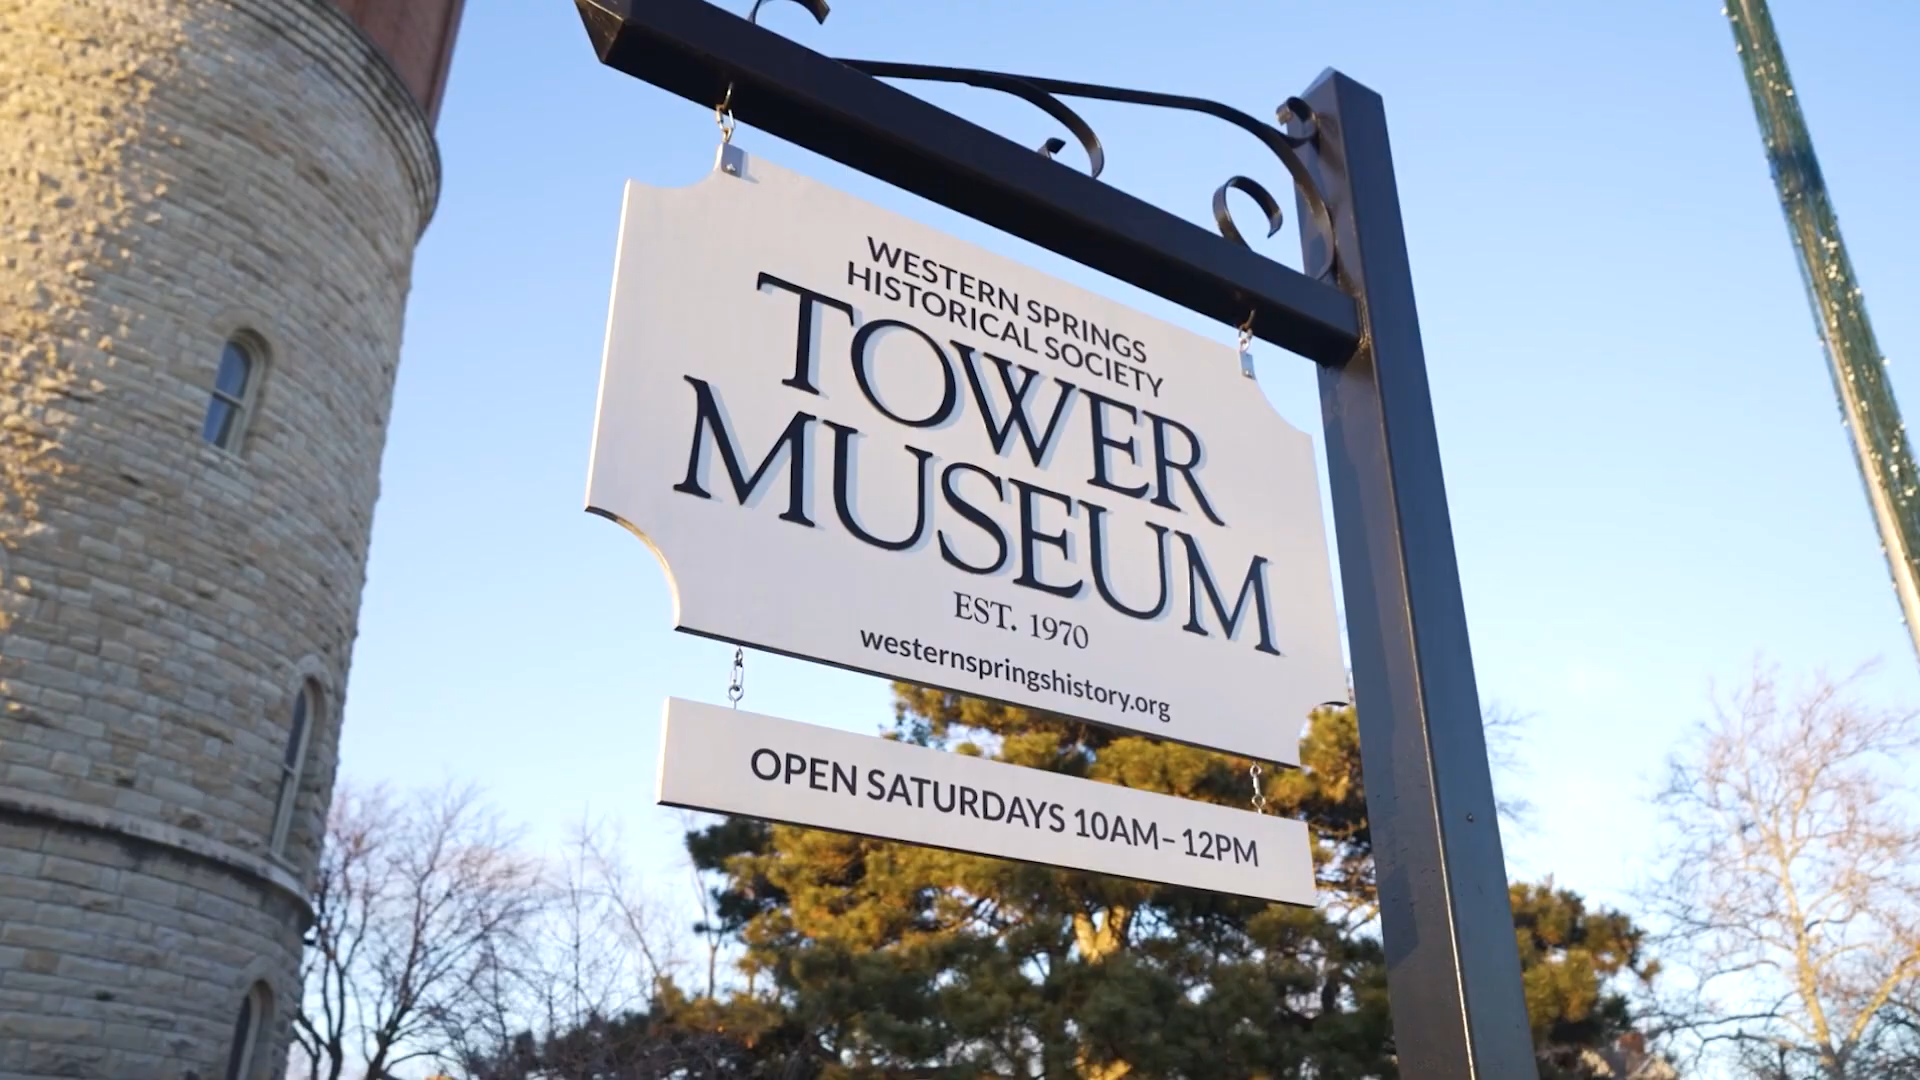 WESTERN SPRINGS
HISTORICAL SOCIETY
TOWER
MUSEUM
EST. 1970
westernspringshistory.org
OPEN SATURDAYS 10AM– 12PM